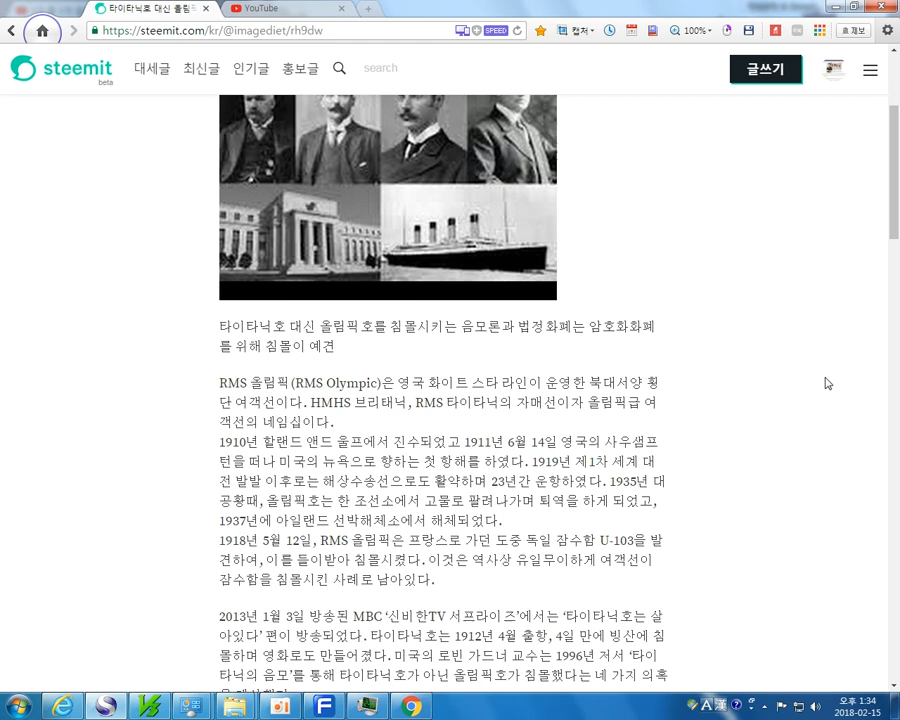 타이타닉호 대신 올림픽
YouTube
https://steemit.com/kr/@imagediet/rh9dw
SPEED
캡처
100%
steemit
beta
대세글
최신글
인기글
홍보글
search
글쓰기
타이타닉호 대신 올림픽호를 침몰시키는 음모론과 법정화폐는 암호화화폐
를 위해 침몰이 예견
RMS 올림픽(RMS Olympic)은 영국 화이트 스타 라인이 운영한 북대서양 횡
단 여객선이다. HMHS 브리태닉, RMS 타이타닉의 자매선이자 올림픽급 여
객선의 네임십이다.
1910년 할랜드 앤드 울프에서 진수되었고 1911년 6월 14일 영국의 사우샘프
턴을 떠나 미국의 뉴욕으로 향하는 첫 항해를 하였다. 1919년 제1차 세계 대
전 발발 이후로는 해상수송선으로도 활약하며 23년간 운항하였다. 1935년 대
공황때, 올림픽호는 한 조선소에서 고물로 팔려나가며 퇴역을 하게 되었고,
1937년에 아일랜드 선박해체소에서 해체되었다.
1918년 5월 12일, RMS 올림픽은 프랑스로 가던 도중 독일 잠수함 U-103을 발
견하여, 이를 들이받아 침몰시켰다. 이것은 역사상 유일무이하게 여객선이
잠수함을 침몰시킨 사례로 남아있다.
2013년 1월 3일 방송된 MBC ‘신비한TV 서프라이즈’에서는 ‘타이타닉호는 살
아있다’ 편이 방송되었다. 타이타닉호는 1912년 4월 출항, 4일 만에 빙산에 침
몰하며 영화로도 만들어졌다. 미국의 로빈 가드너 교수는 1996년 저서 ‘타이
타닉의 음모’를 통해 타이타닉호가 아닌 올림픽호가 침몰했다는 네 가지 의혹
A漢
오후 1:34
2018-02-15